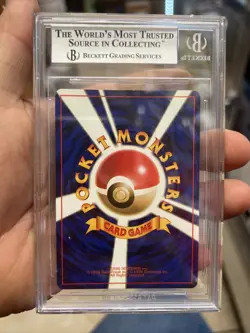 The World's Most Trusted
Source in Collecting™
Beckett Grading Services
POCKET MONSTERS
CARD GAME